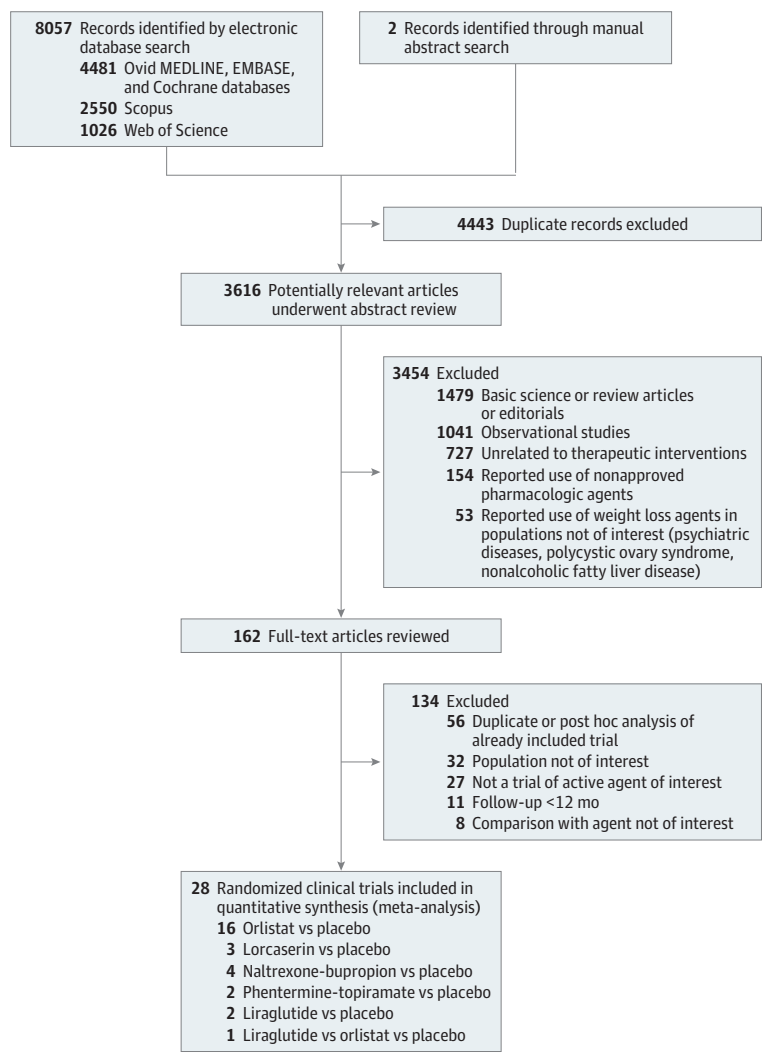 8057 Records identified by electronic
database search
4481 Ovid MEDLINE, EMBASE,
and Cochrane databases
2550 Scopus
1026 Web of Science
2 Records identified through manual
abstract search
4443 Duplicate records excluded
3616 Potentially relevant articles
underwent abstract review
3454 Excluded
1479 Basic science or review articles
or editorials
1041 Observational studies
727 Unrelated to therapeutic interventions
154 Reported use of nonapproved
pharmacologic agents
53 Reported use of weight loss agents in
populations not of interest (psychiatric
diseases, polycystic ovary syndrome,
nonalcoholic fatty liver disease)
162 Full-text articles reviewed
134 Excluded
56 Duplicate or post hoc analysis of
already included trial
32 Population not of interest
27 Not a trial of active agent of interest
11 Follow-up <12 mo
8 Comparison with agent not of interest
28 Randomized clinical trials included in
quantitative synthesis (meta-analysis)
16 Orlistat vs placebo
3 Lorcaserin vs placebo
4 Naltrexone-bupropion vs placebo
2 Phentermine-topiramate vs placebo
2 Liraglutide vs placebo
1 Liraglutide vs orlistat vs placebo